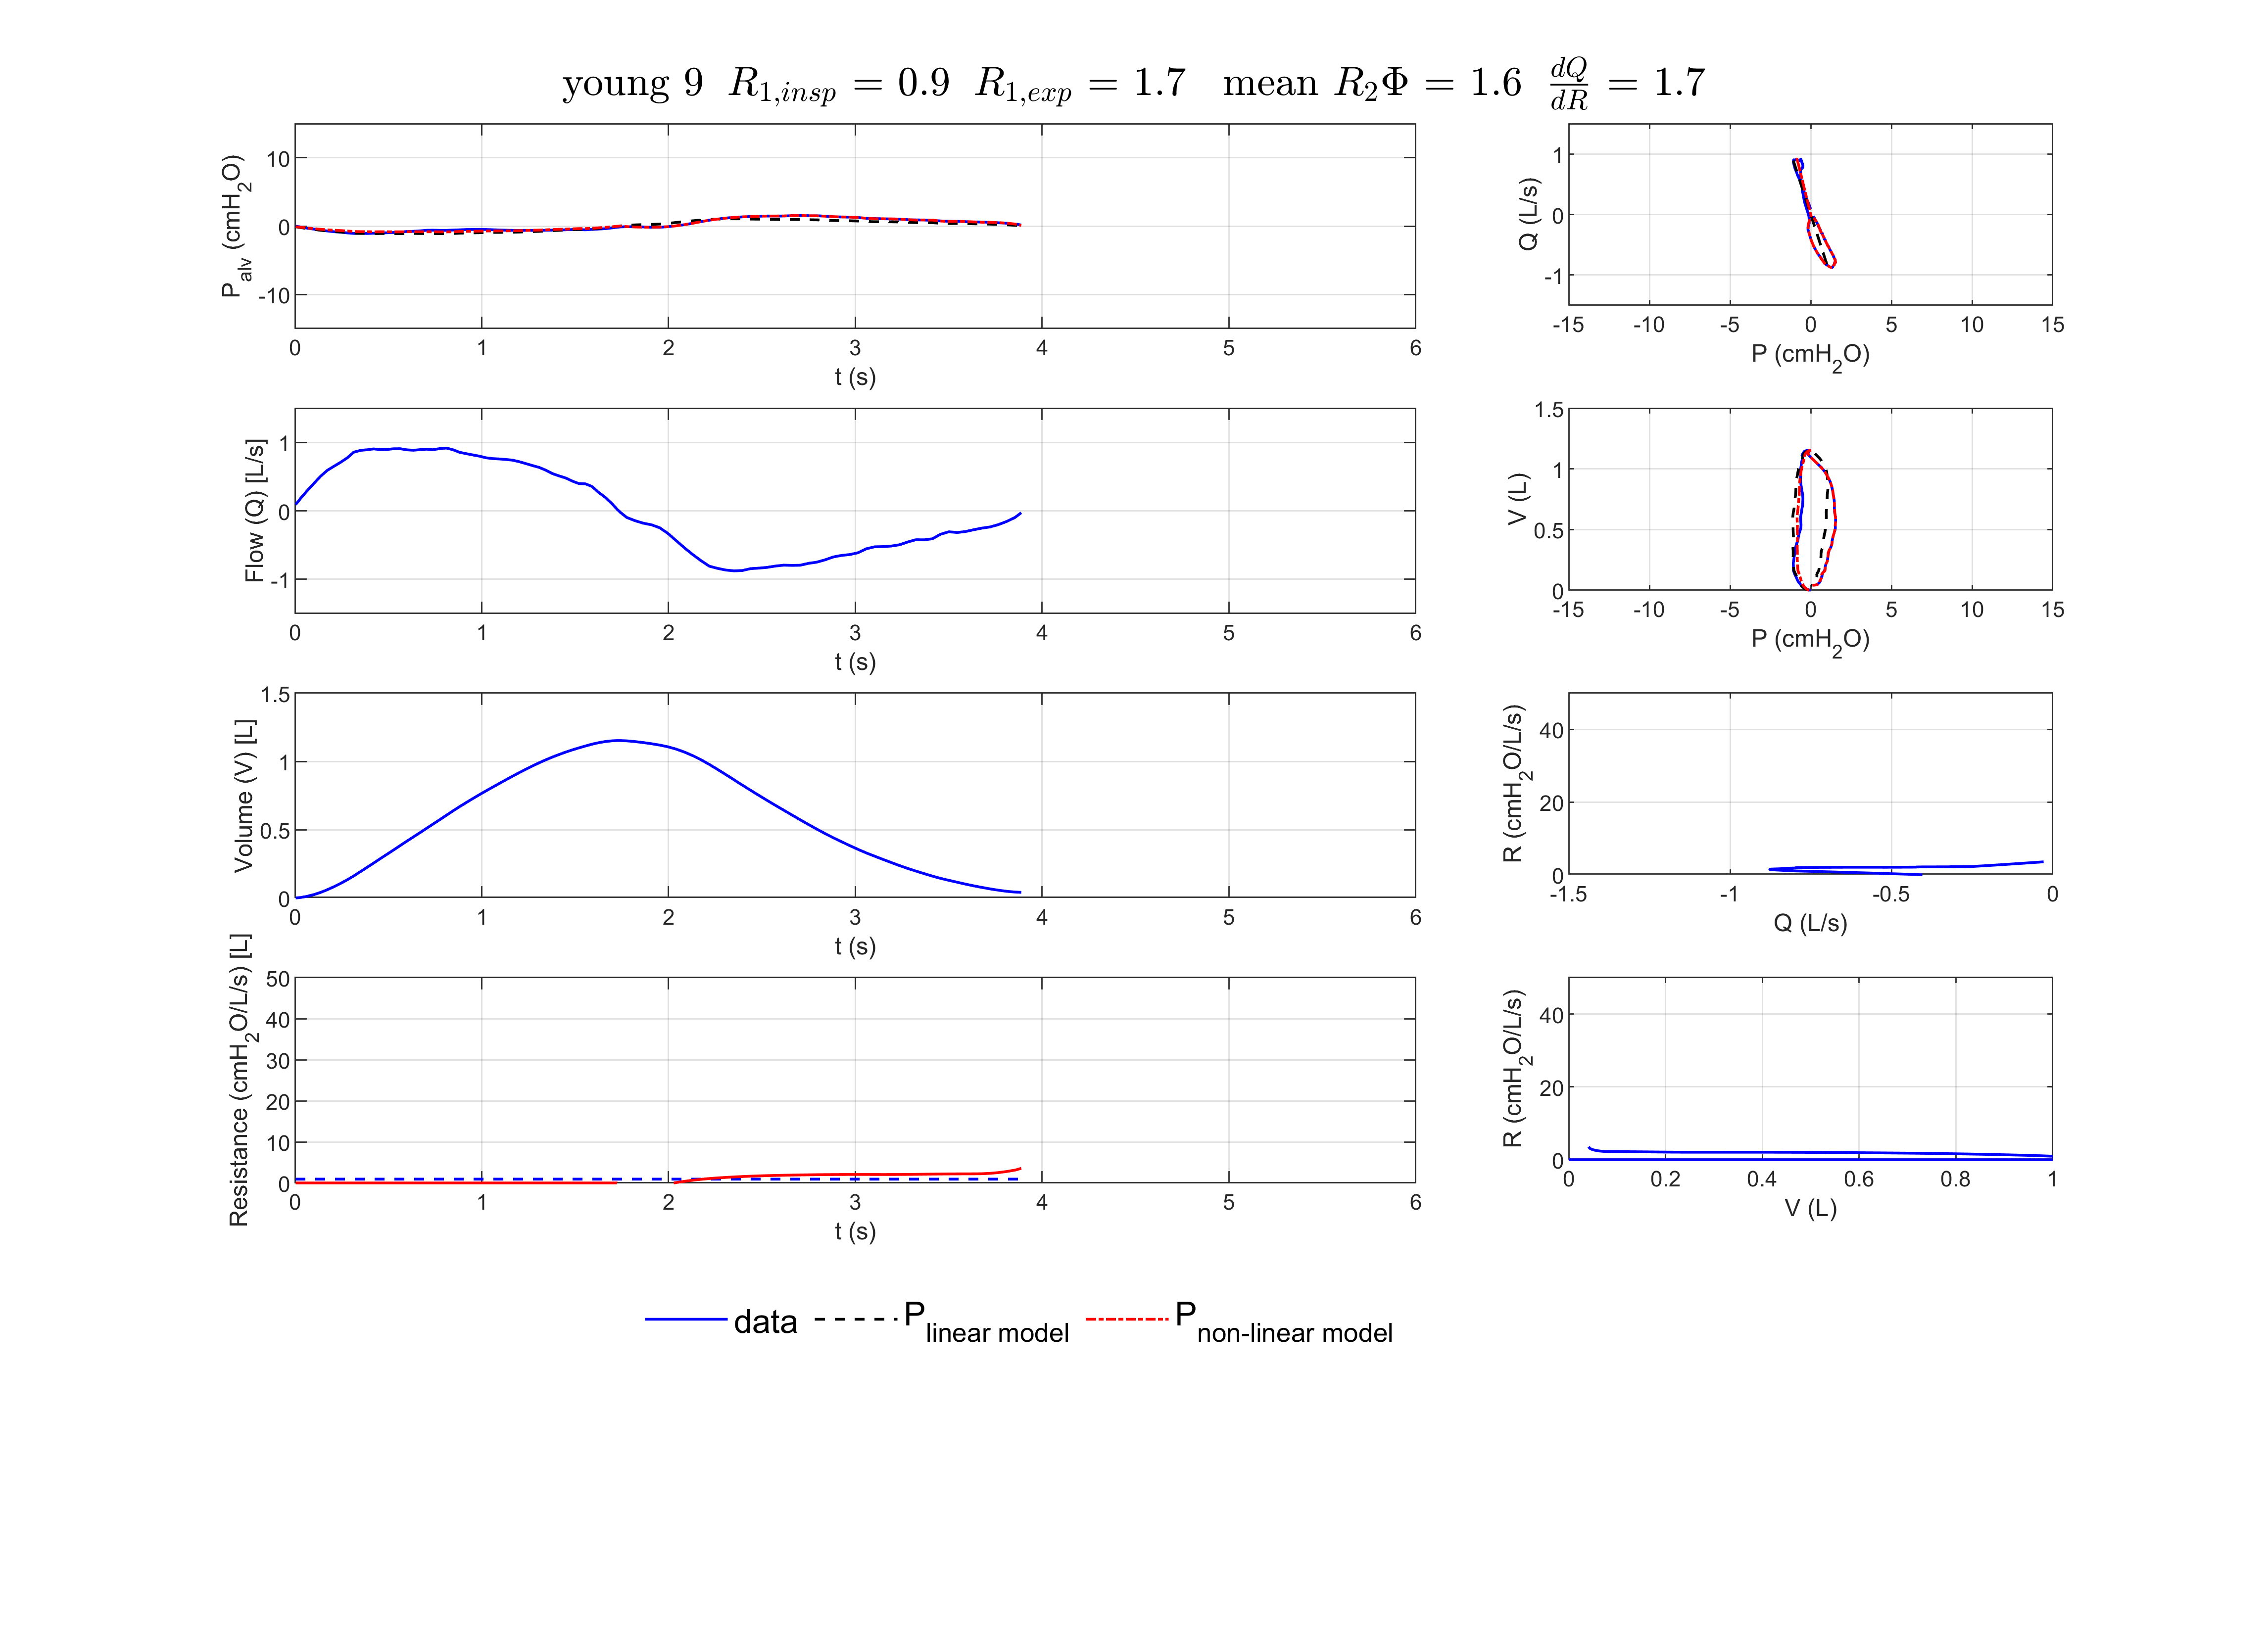 young 9 R1,insp = 0.9 R1,exp = 1.7 mean R2Φ = 1.6 dQ/dR = 1.7
Palv (cmH2O)
10
0
-10
0 1 2 3 4 5 6
t (s)
Q (L/s)
1
0
-1
-15 -10 -5 0 5 10 15
P (cmH2O)
Flow (Q) [L/s]
1
0
-1
0 1 2 3 4 5 6
t (s)
V (L)
1.5
1
0.5
0
-15 -10 -5 0 5 10 15
P (cmH2O)
Volume (V) [L]
1.5
1
0.5
0
0 1 2 3 4 5 6
t (s)
R (cmH2O/L/s)
40
20
0
-1.5 -1 -0.5 0
Q (L/s)
Resistance (cmH2O/L/s) [L]
50
40
30
20
10
0
0 1 2 3 4 5 6
t (s)
R (cmH2O/L/s)
40
20
0
0 0.2 0.4 0.6 0.8 1
V (L)
data Plinear model Pnon-linear model